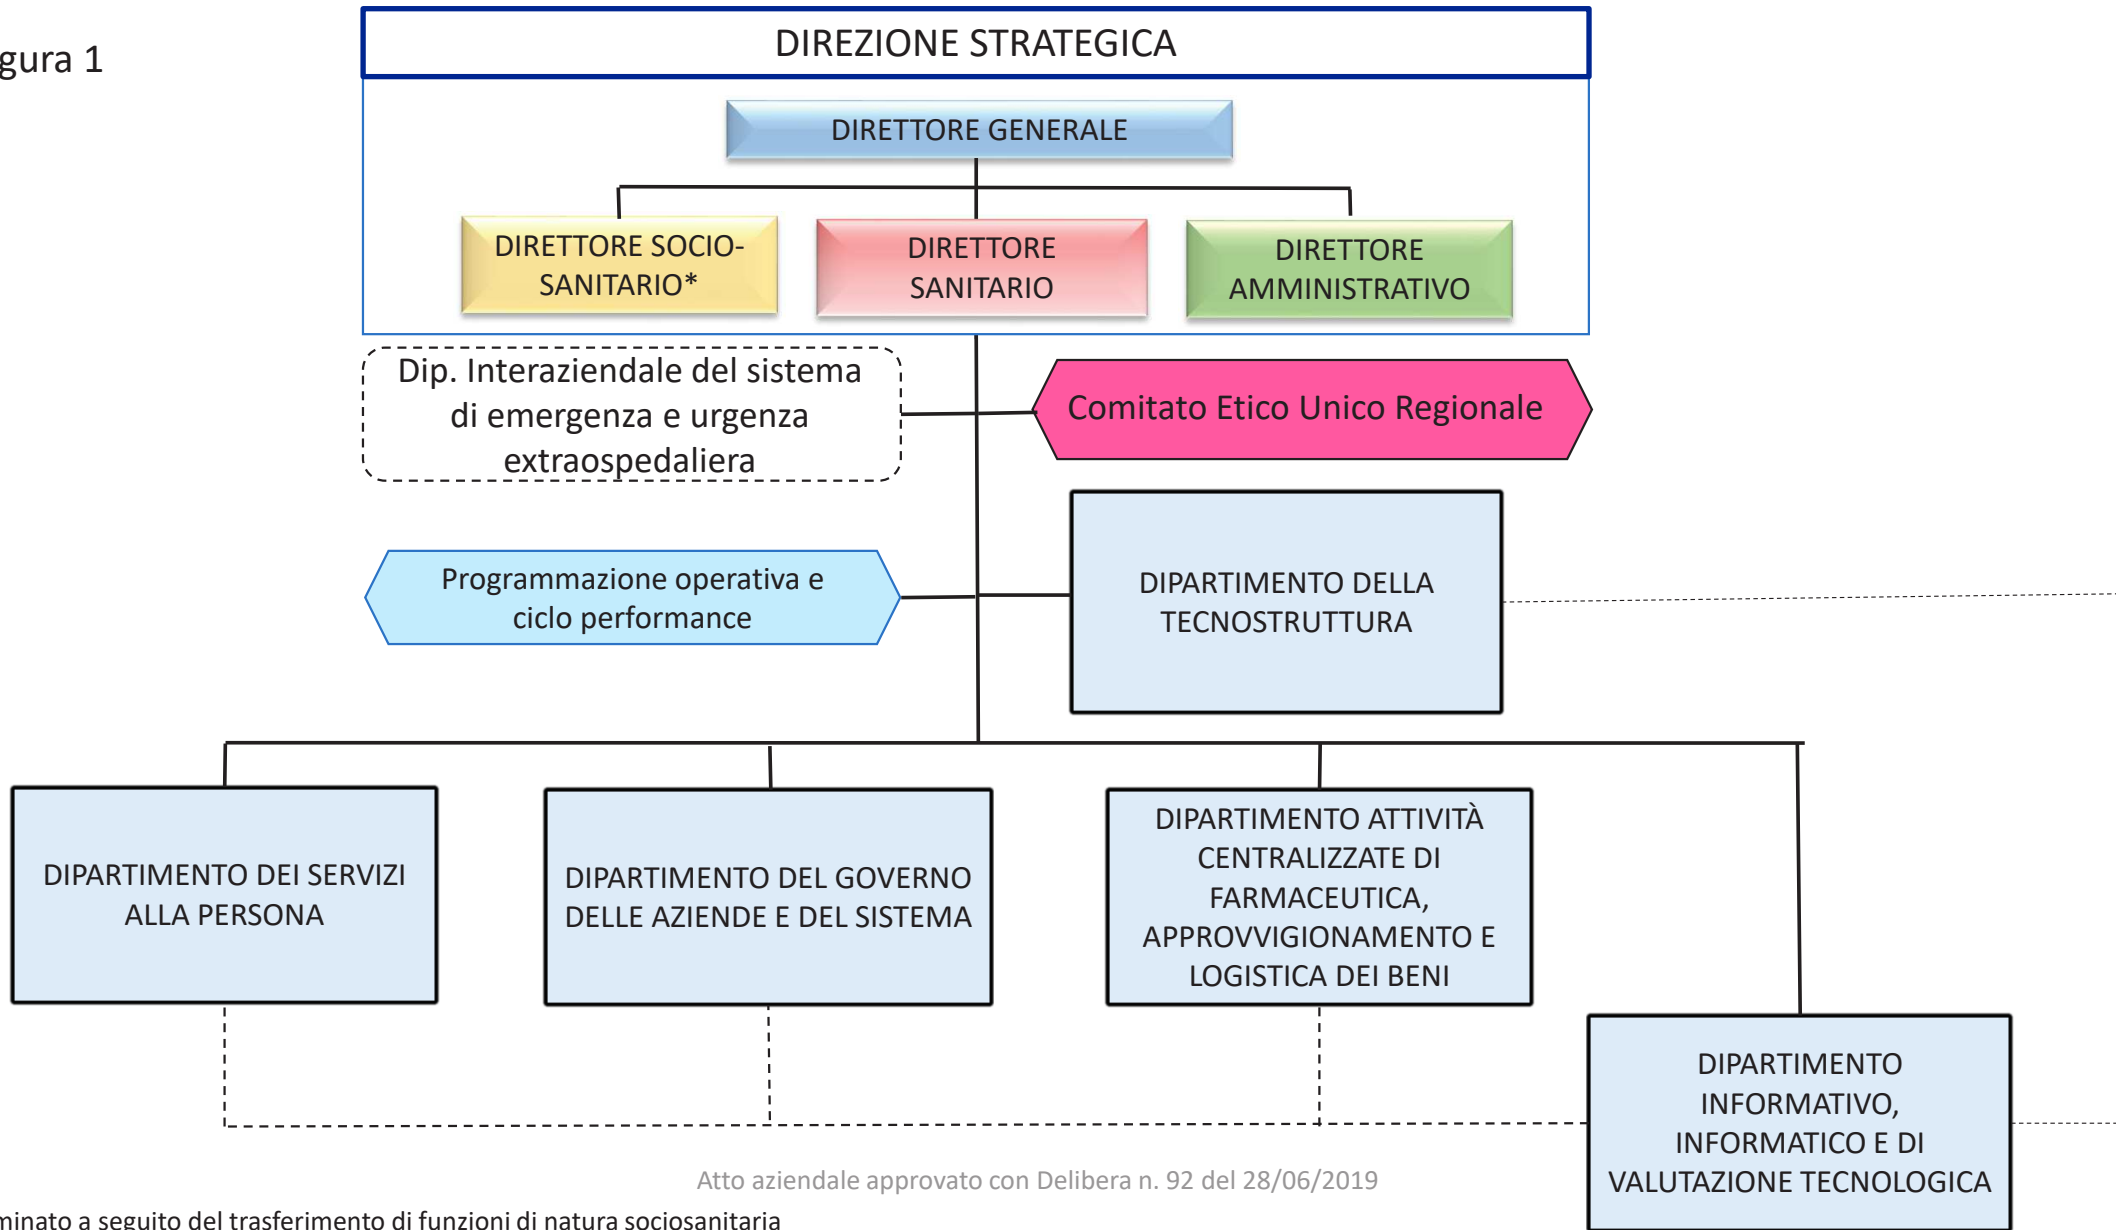 gura 1
DIREZIONE STRATEGICA
DIRETTORE GENERALE
DIRETTORE SOCIO-
SANITARIO*
DIRETTORE
SANITARIO
DIRETTORE
AMMINISTRATIVO
Dip. Interaziendale del sistema
di emergenza e urgenza
extraospedaliera
Comitato Etico Unico Regionale
Programmazione operativa e
ciclo performance
DIPARTIMENTO DELLA
TECNOSTRUTTURA
DIPARTIMENTO DEI SERVIZI
ALLA PERSONA
DIPARTIMENTO DEL GOVERNO
DELLE AZIENDE E DEL SISTEMA
DIPARTIMENTO ATTIVITÀ
CENTRALIZZATE DI
FARMACEUTICA,
APPROVVIGIONAMENTO E
LOGISTICA DEI BENI
DIPARTIMENTO
INFORMATIVO,
INFORMATICO E DI
VALUTAZIONE TECNOLOGICA
Atto aziendale approvato con Delibera n. 92 del 28/06/2019
minato a seguito del trasferimento di funzioni di natura sociosanitaria